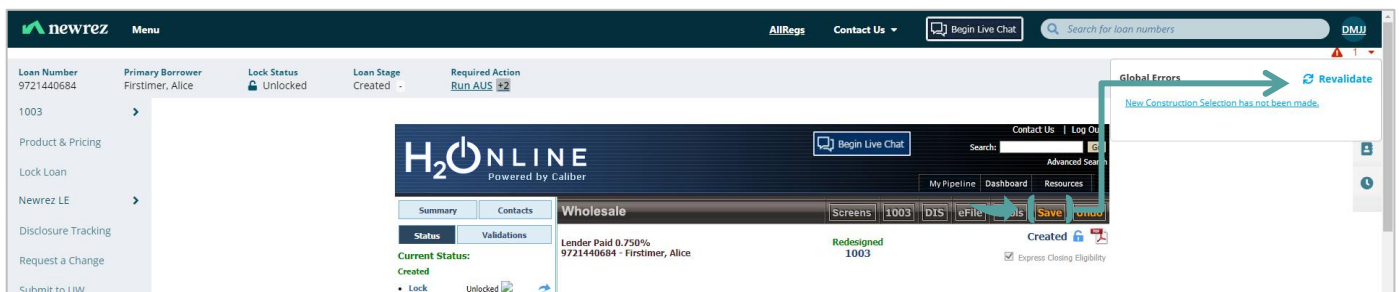 newrez Menu AllRegs Contact Us Begin Live Chat Search for loan numbers DMJJ
1
Loan Number Primary Borrower Lock Status Loan Stage Required Action
9721440684 Firstimer, Alice Unlocked Created - Run AUS +2
Global Errors Revalidate
New Construction Selection has not been made.
1003
Product & Pricing
Lock Loan
Newrez LE
Disclosure Tracking
Request a Change
Submit to UW
H2ONLINE
Powered by Caliber
Begin Live Chat
Contact Us | Log Out
Search:
Advanced Search
My Pipeline Dashboard Resources
Summary Contacts Wholesale Screens 1003 DIS eFile Save Undo
Status Validations
Lender Paid 0.750% Redesigned Created
9721440684 - Firstimer, Alice 1003 Express Closing Eligibility
Current Status:
Created
• Lock Unlocked